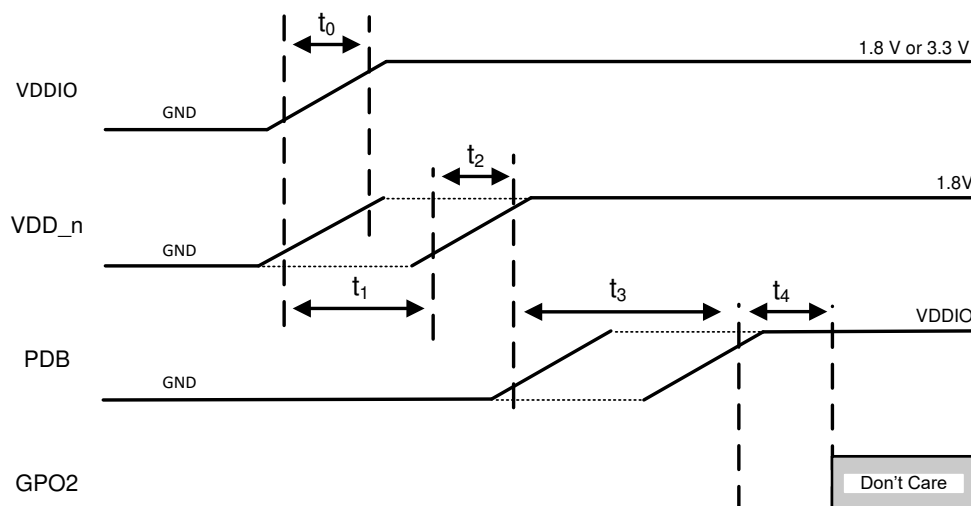 t₀
1.8 V or 3.3 V
VDDIO
GND
t₂
1.8V
VDD_n
GND
t₁
t₃
t₄
VDDIO
PDB
GND
GPO2
Don't Care